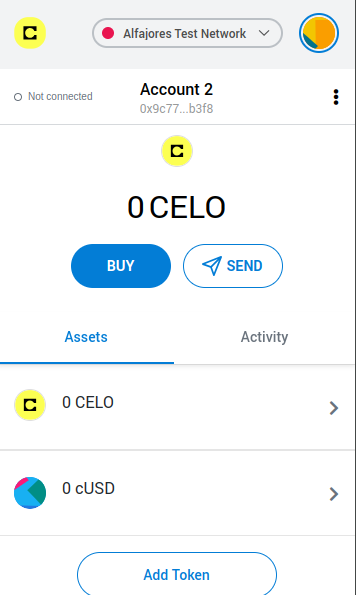 Alfajores Test Network
Not connected
Account 2
0x9c77...b3f8
0 CELO
BUY
SEND
Assets
Activity
0 CELO
0 cUSD
Add Token